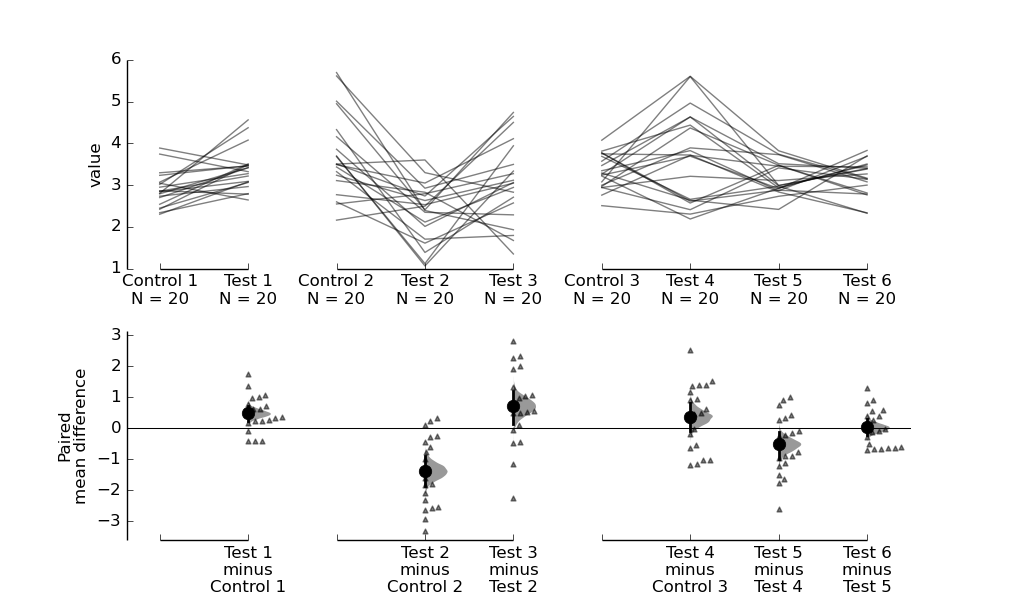 6
5
4
3
2
1
value
Control 1 Test 1 Control 2 Test 2 Test 3 Control 3 Test 4 Test 5 Test 6
N = 20 N = 20 N = 20 N = 20 N = 20 N = 20 N = 20 N = 20 N = 20
3
2
1
0
−1
−2
−3
Paired
mean difference
Test 1 Test 2 Test 3 Test 4 Test 5 Test 6
minus minus minus minus minus minus
Control 1 Control 2 Test 2 Control 3 Test 4 Test 5